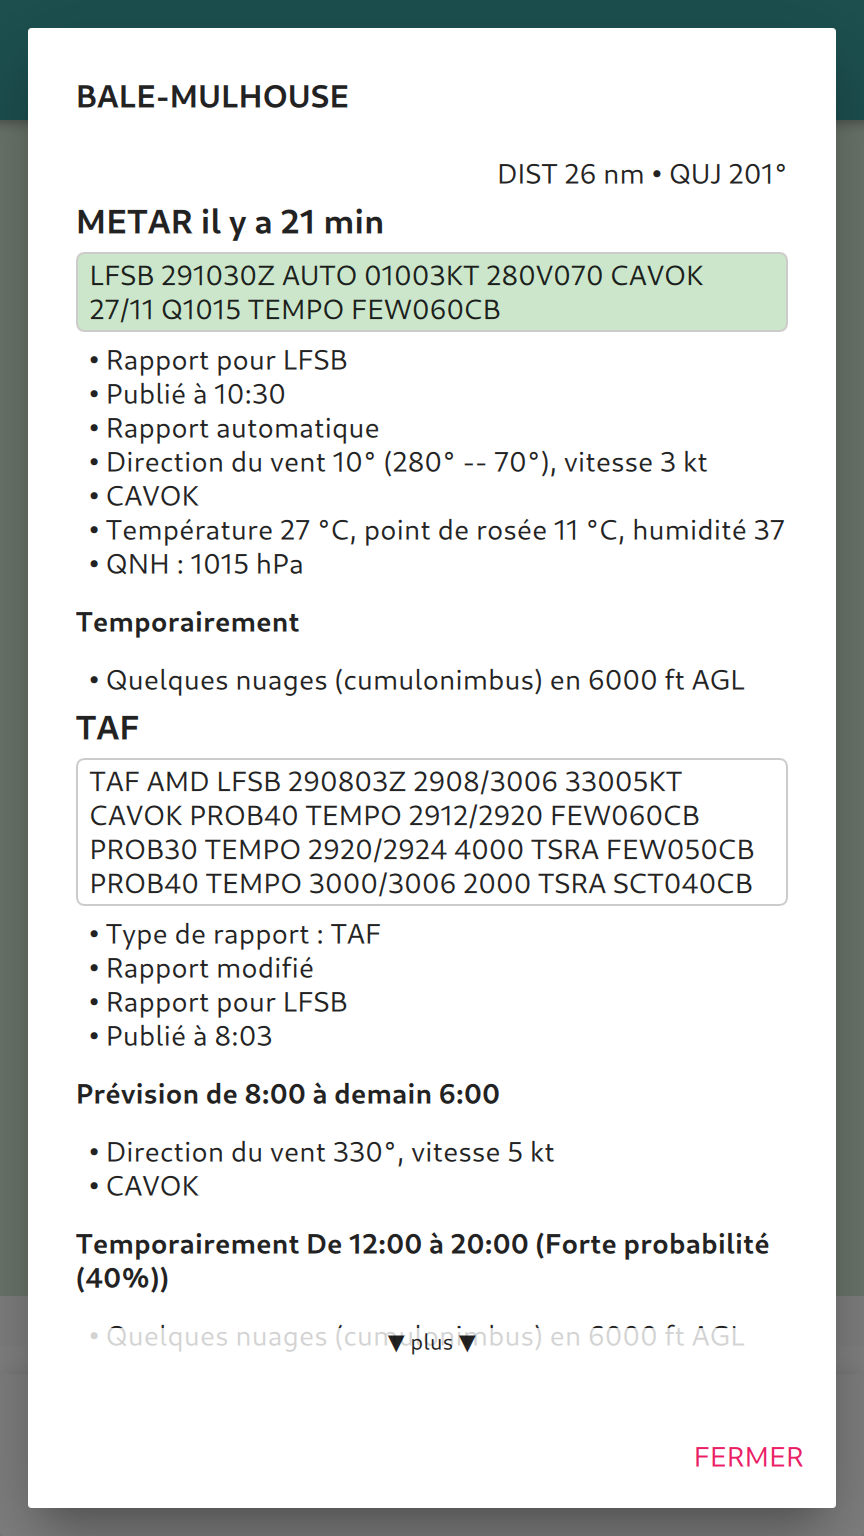 BALE-MULHOUSE
DIST 26 nm • QUJ 201°
METAR il y a 21 min
LFSB 291030Z AUTO 01003KT 280V070 CAVOK
27/11 Q1015 TEMPO FEW060CB
• Rapport pour LFSB
• Publié à 10:30
• Rapport automatique
• Direction du vent 10° (280° -- 70°), vitesse 3 kt
• CAVOK
• Température 27 °C, point de rosée 11 °C, humidité 37
• QNH : 1015 hPa
Temporairement
• Quelques nuages (cumulonimbus) en 6000 ft AGL
TAF
TAF AMD LFSB 290803Z 2908/3006 33005KT
CAVOK PROB40 TEMPO 2912/2920 FEW060CB
PROB30 TEMPO 2920/2924 4000 TSRA FEW050CB
PROB40 TEMPO 3000/3006 2000 TSRA SCT040CB
• Type de rapport : TAF
• Rapport modifié
• Rapport pour LFSB
• Publié à 8:03
Prévision de 8:00 à demain 6:00
• Direction du vent 330°, vitesse 5 kt
• CAVOK
Temporairement De 12:00 à 20:00 (Forte probabilité
(40%))
• Quelques nuages (cumulonimbus) en 6000 ft AGL
▼ plus ▼
FERMER